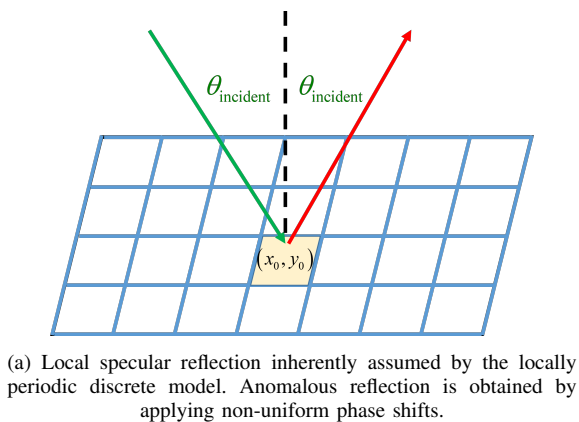 θincident θincident
(x0, y0)
(a) Local specular reflection inherently assumed by the locally
periodic discrete model. Anomalous reflection is obtained by
applying non-uniform phase shifts.